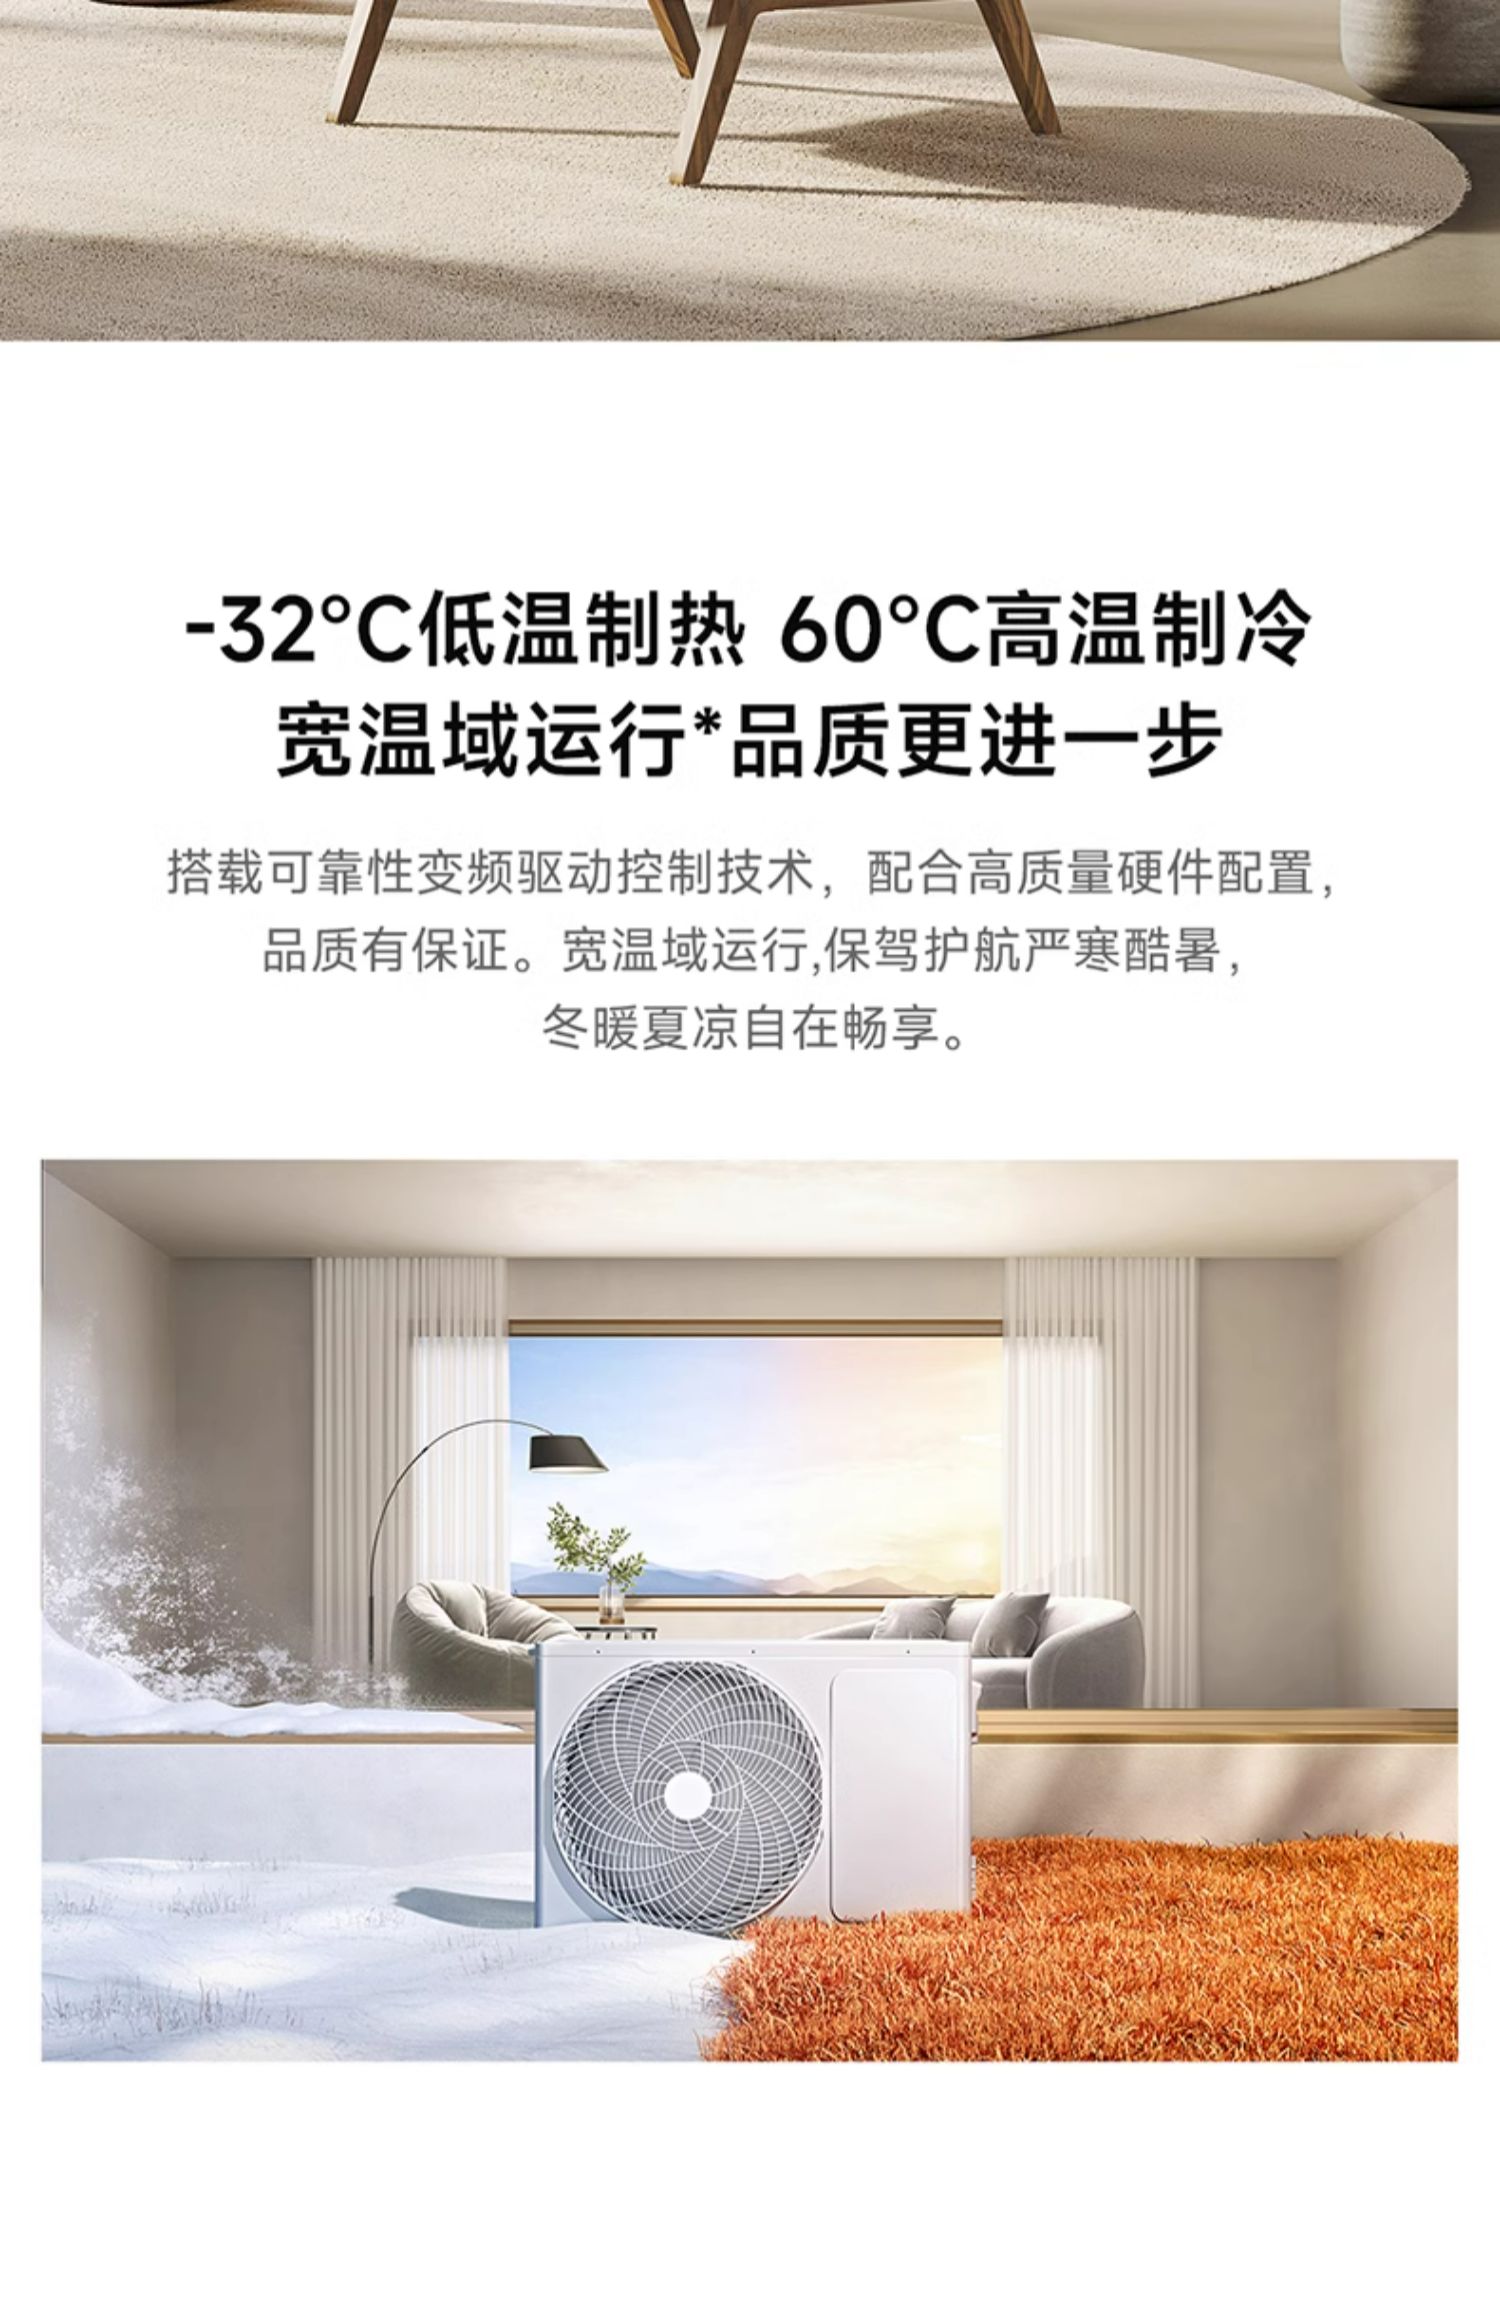 -32°C低温制热 60°C高温制冷
宽温域运行*品质更进一步
搭载可靠性变频驱动控制技术，配合高质量硬件配置，
品质有保证。宽温域运行,保驾护航严寒酷暑，
冬暖夏凉自在畅享。